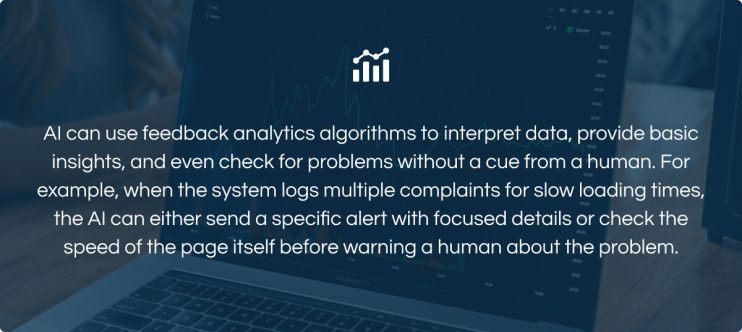 AI can use feedback analytics algorithms to interpret data, provide basic
insights, and even check for problems without a cue from a human. For
example, when the system logs multiple complaints for slow loading times,
the AI can either send a specific alert with focused details or check the
speed of the page itself before warning a human about the problem.
MacBook Pro